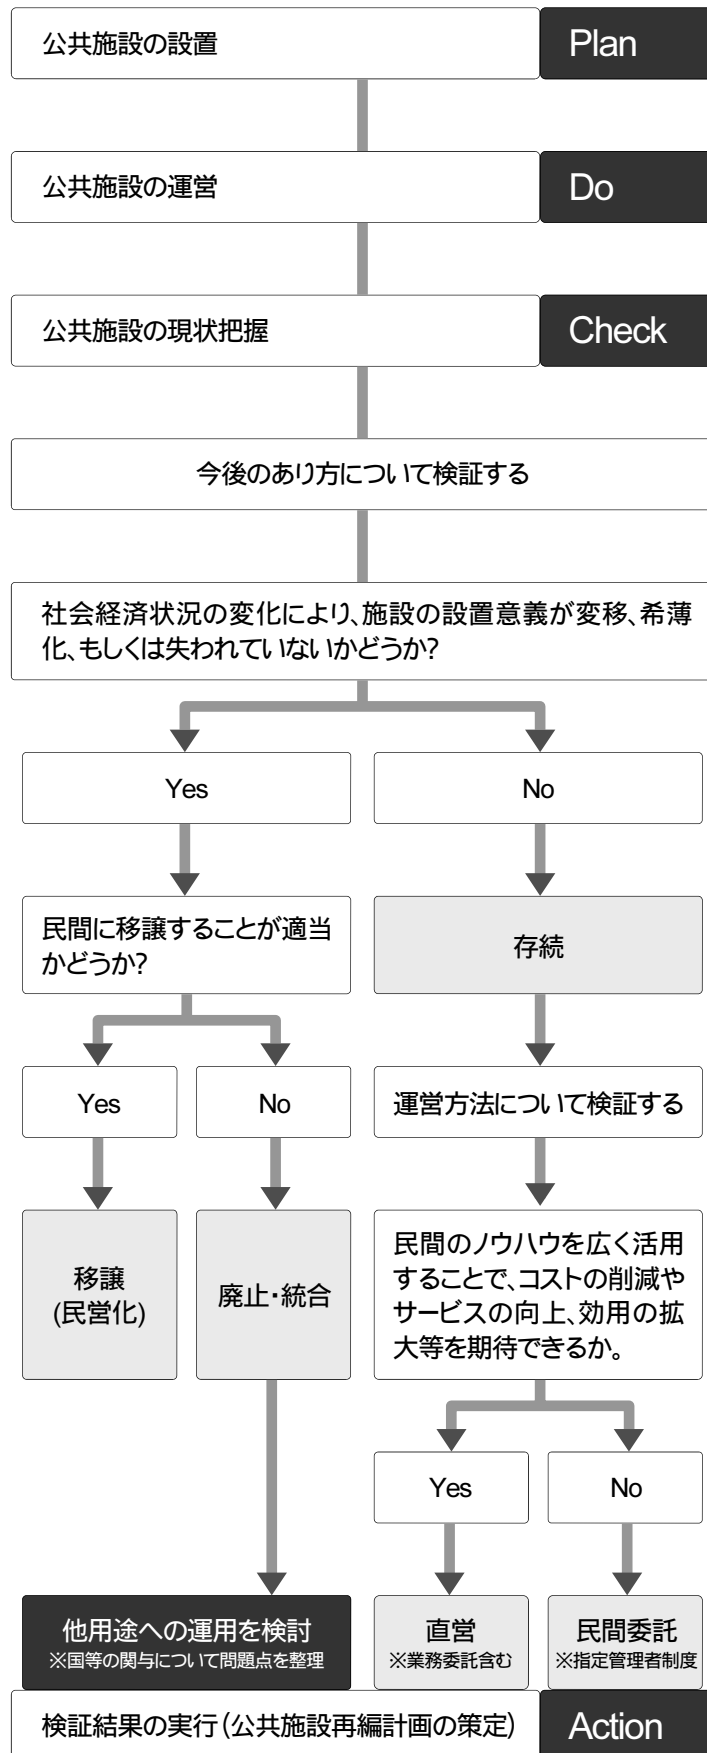 公共施設の設置
Plan
公共施設の運営
Do
公共施設の現状把握
Check
今後のあり方について検証する
社会経済状況の変化により、施設の設置意義が変移、希薄
化、もしくは失われていないかどうか?
Yes
No
民間に移譲することが適当
かどうか?
存続
Yes
No
運営方法について検証する
移譲
(民営化)
廃止・統合
民間のノウハウを広く活用
することで、コストの削減や
サービスの向上、効用の拡
大等を期待できるか。
Yes
No
他用途への運用を検討
※国等の関与について問題点を整理
直営
※業務委託含む
民間委託
※指定管理者制度
検証結果の実行(公共施設再編計画の策定)
Action